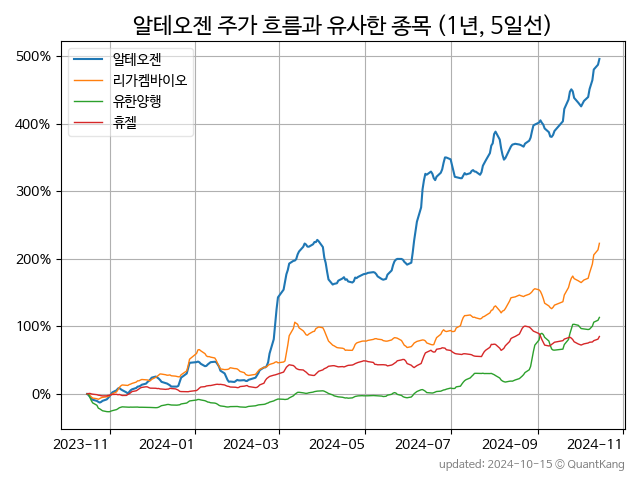 알테오젠 주가 흐름과 유사한 종목 (1년, 5일선)
알테오젠
리가켐바이오
유한양행
휴젤
500%
400%
300%
200%
100%
0%
2023-11 2024-01 2024-03 2024-05 2024-07 2024-09 2024-11
updated: 2024-10-15 © QuantKang